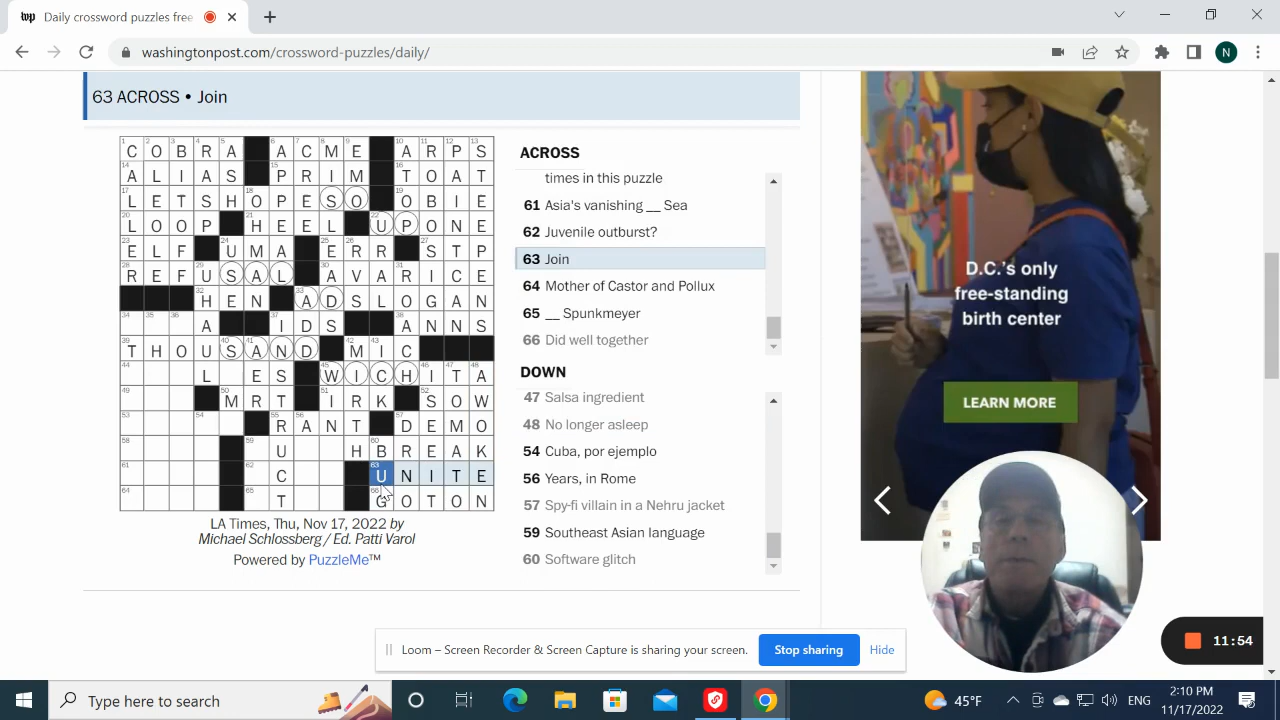 wp Daily crossword puzzles free
washingtonpost.com/crossword-puzzles/daily/
N
63 ACROSS • Join
C O B R A A C M E A R P S
A L I A S P R I M T O A T
L E T S H O P E S O O B I E
L O O P H E E L U P O N E
E L F U M A E R R S T P
R E F U S A L A V A R I C E
H E N A D S L O G A N
A I D S A N N S
T H O U S A N D M I C
L E S W I C H I T A
M R T I R K S O W
R A N T D E M O
U H B R E A K
C U N I T E
T G O T O N
LA Times, Thu, Nov 17, 2022 by
Michael Schlossberg / Ed. Patti Varol
Powered by PuzzleMe™
ACROSS
times in this puzzle
61 Asia's vanishing __ Sea
62 Juvenile outburst?
63 Join
64 Mother of Castor and Pollux
65 __ Spunkmeyer
66 Did well together
DOWN
47 Salsa ingredient
48 No longer asleep
54 Cuba, por ejemplo
56 Years, in Rome
57 Spy-fi villain in a Nehru jacket
59 Southeast Asian language
60 Software glitch
D.C.'s only
free-standing
birth center
LEARN MORE
11:54
Loom – Screen Recorder & Screen Capture is sharing your screen.
Stop sharing
Hide
Type here to search
45°F
ENG
2:10 PM
11/17/2022